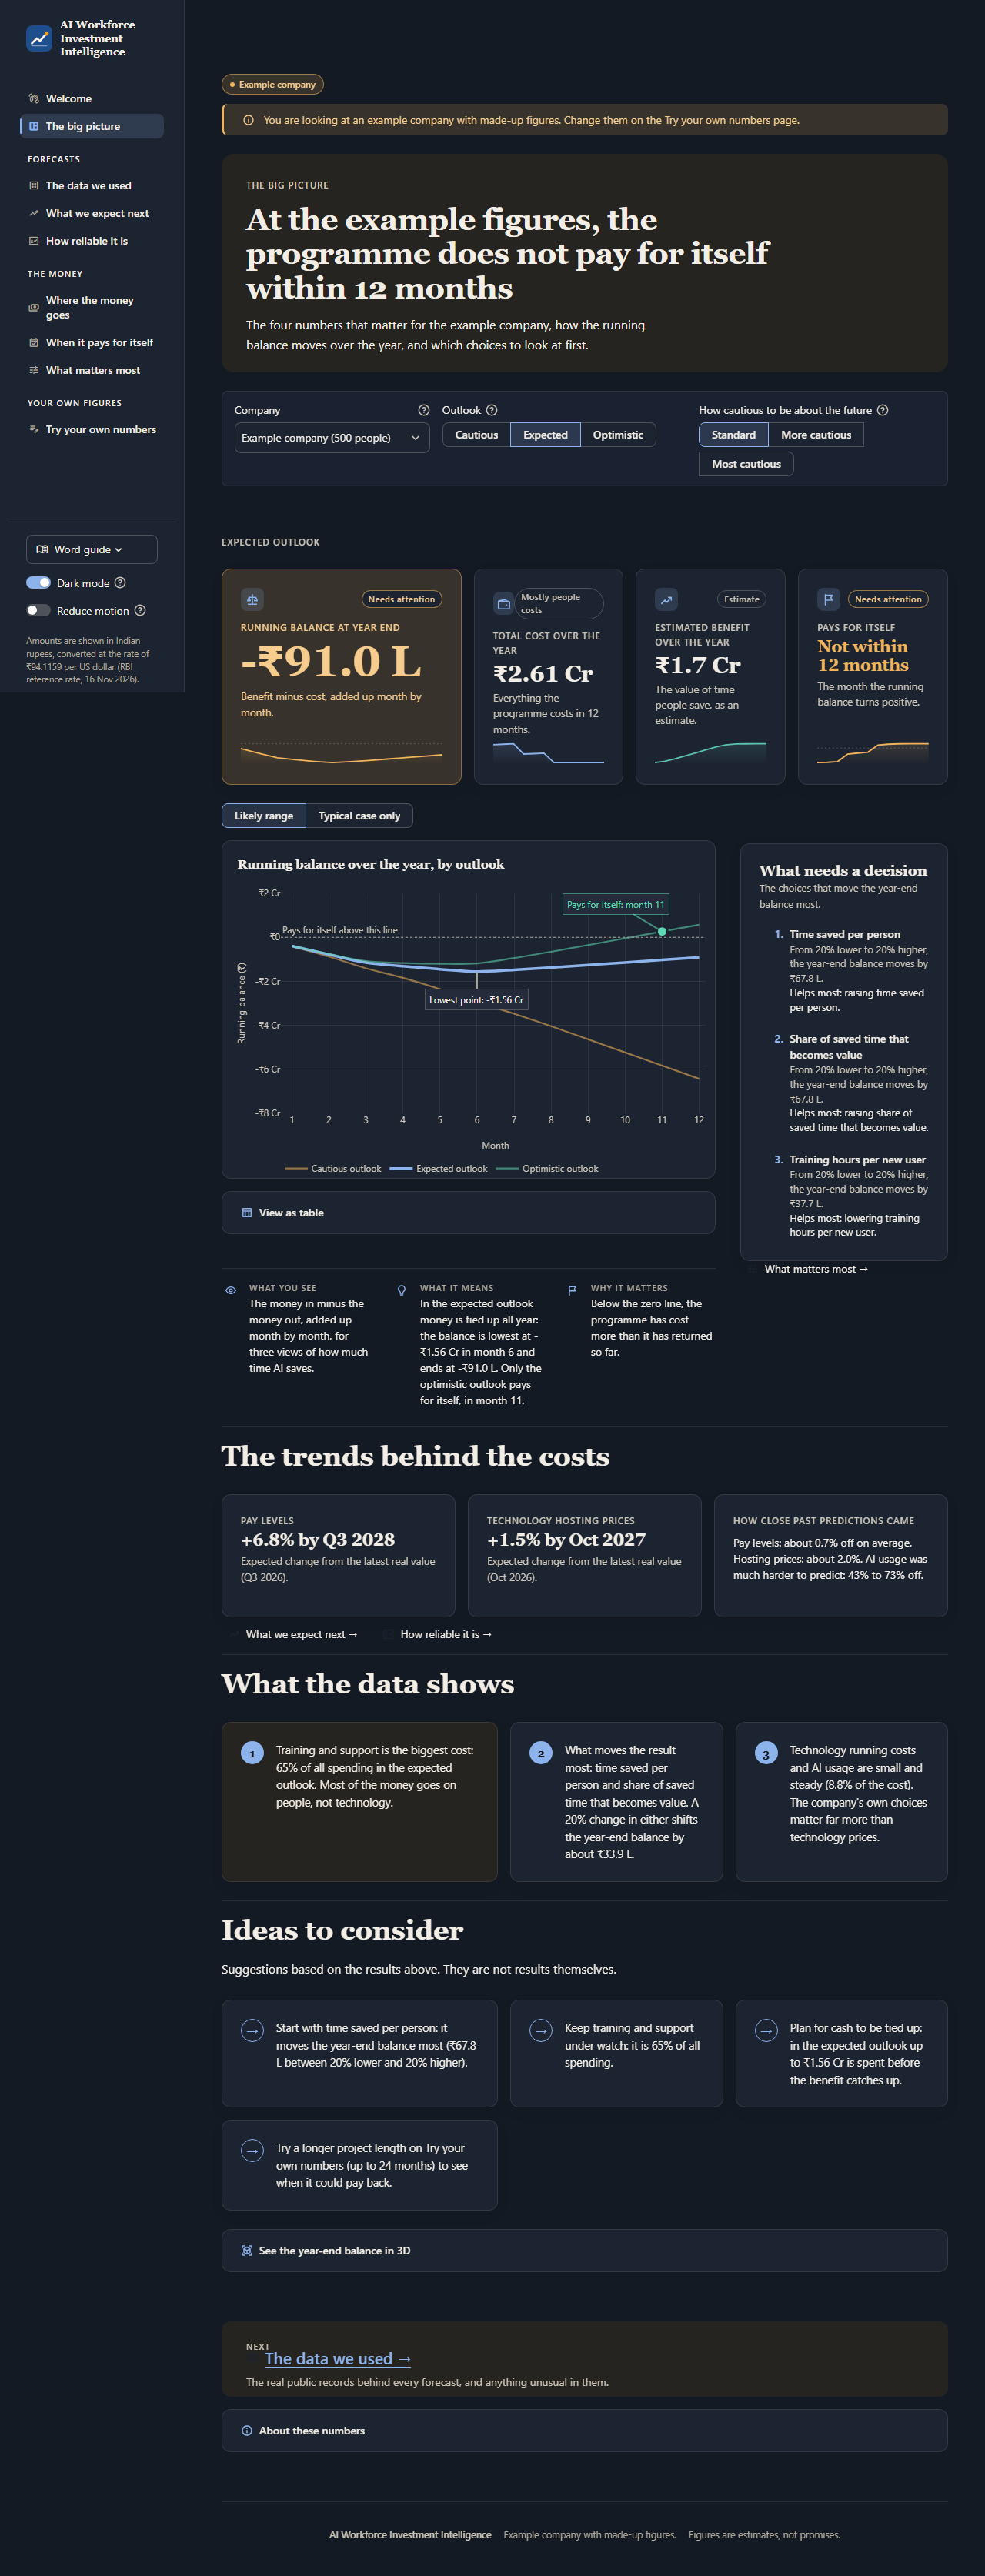 AI Workforce
Investment
Intelligence
Welcome
The big picture
FORECASTS
The data we used
What we expect next
How reliable it is
THE MONEY
Where the money
goes
When it pays for itself
What matters most
YOUR OWN FIGURES
Try your own numbers
Word guide
Dark mode
Reduce motion
Amounts are shown in Indian
rupees, converted at the rate of
₹94.1159 per US dollar (RBI
reference rate, 16 Nov 2026).
Example company
You are looking at an example company with made-up figures. Change them on the Try your own numbers page.
THE BIG PICTURE
At the example figures, the
programme does not pay for itself
within 12 months
The four numbers that matter for the example company, how the running
balance moves over the year, and which choices to look at first.
Company
Example company (500 people)
Outlook
Cautious
Expected
Optimistic
How cautious to be about the future
Standard
More cautious
Most cautious
EXPECTED OUTLOOK
Needs attention
RUNNING BALANCE AT YEAR END
-₹91.0 L
Benefit minus cost, added up month by
month.
Mostly people
costs
TOTAL COST OVER THE
YEAR
₹2.61 Cr
Everything the
programme costs in 12
months.
Estimate
ESTIMATED BENEFIT
OVER THE YEAR
₹1.7 Cr
The value of time
people save, as an
estimate.
Needs attention
PAYS FOR ITSELF
Not within
12 months
The month the running
balance turns positive.
Likely range
Typical case only
Running balance over the year, by outlook
₹2 Cr
₹0
-₹2 Cr
-₹4 Cr
-₹6 Cr
-₹8 Cr
Running balance (₹)
Pays for itself above this line
Pays for itself: month 11
Lowest point: -₹1.56 Cr
1 2 3 4 5 6 7 8 9 10 11 12
Month
Cautious outlook
Expected outlook
Optimistic outlook
View as table
What needs a decision
The choices that move the year-end
balance most.
1. Time saved per person
From 20% lower to 20% higher,
the year-end balance moves by
₹67.8 L.
Helps most: raising time saved
per person.
2. Share of saved time that
becomes value
From 20% lower to 20% higher,
the year-end balance moves by
₹67.8 L.
Helps most: raising share of
saved time that becomes value.
3. Training hours per new user
From 20% lower to 20% higher,
the year-end balance moves by
₹37.7 L.
Helps most: lowering training
hours per new user.
What matters most →
WHAT YOU SEE
The money in minus the
money out, added up
month by month, for
three views of how much
time AI saves.
WHAT IT MEANS
In the expected outlook
money is tied up all year:
the balance is lowest at -
₹1.56 Cr in month 6 and
ends at -₹91.0 L. Only the
optimistic outlook pays
for itself, in month 11.
WHY IT MATTERS
Below the zero line, the
programme has cost
more than it has returned
so far.
The trends behind the costs
PAY LEVELS
+6.8% by Q3 2028
Expected change from the latest real value
(Q3 2026).
TECHNOLOGY HOSTING PRICES
+1.5% by Oct 2027
Expected change from the latest real value
(Oct 2026).
HOW CLOSE PAST PREDICTIONS CAME
Pay levels: about 0.7% off on average.
Hosting prices: about 2.0%. AI usage was
much harder to predict: 43% to 73% off.
What we expect next →
How reliable it is →
What the data shows
1
Training and support is the biggest cost:
65% of all spending in the expected
outlook. Most of the money goes on
people, not technology.
2
What moves the result
most: time saved per
person and share of saved
time that becomes value. A
20% change in either shifts
the year-end balance by
about ₹33.9 L.
3
Technology running costs
and AI usage are small and
steady (8.8% of the cost).
The company's own choices
matter far more than
technology prices.
Ideas to consider
Suggestions based on the results above. They are not results themselves.
→
Start with time saved per person: it
moves the year-end balance most (₹67.8
L between 20% lower and 20% higher).
→
Keep training and support
under watch: it is 65% of all
spending.
→
Plan for cash to be tied up:
in the expected outlook up
to ₹1.56 Cr is spent before
the benefit catches up.
→
Try a longer project length on Try your
own numbers (up to 24 months) to see
when it could pay back.
See the year-end balance in 3D
NEXT
The data we used →
The real public records behind every forecast, and anything unusual in them.
About these numbers
AI Workforce Investment Intelligence Example company with made-up figures. Figures are estimates, not promises.